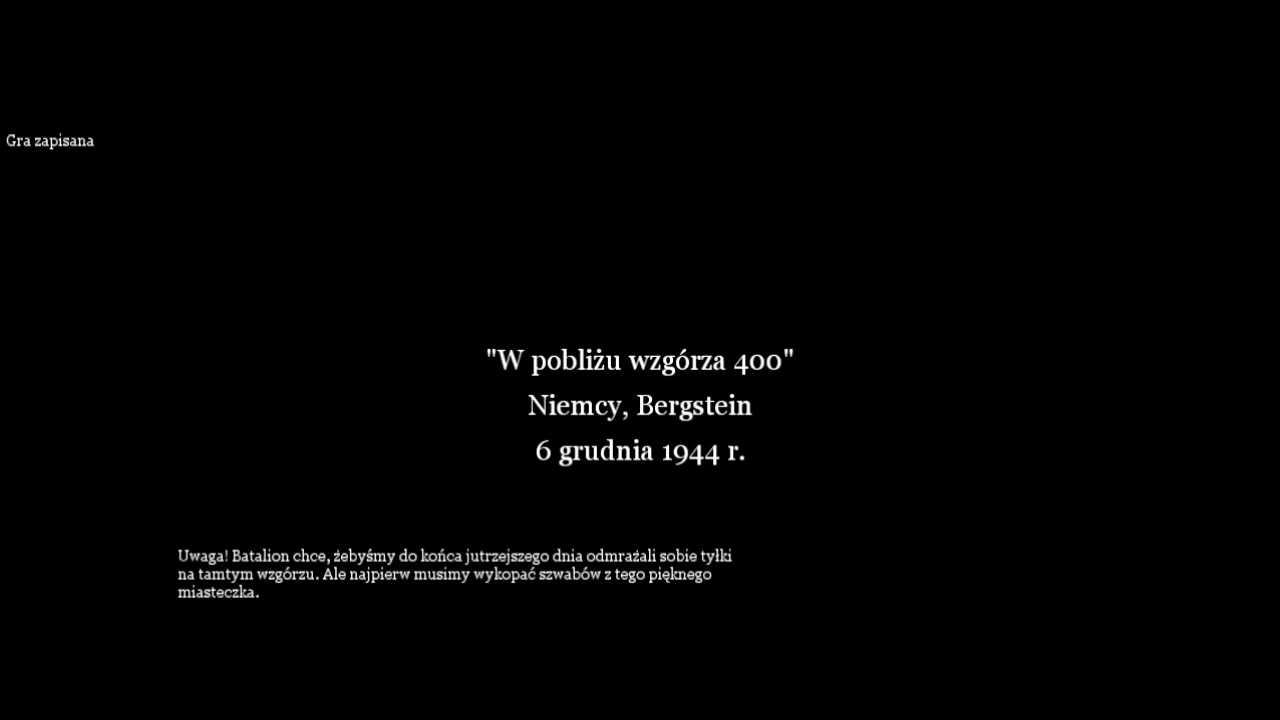 Gra zapisana
"W pobliżu wzgórza 400"
Niemcy, Bergstein
6 grudnia 1944 r.
Uwaga! Batalion chce, żebyśmy do końca jutrzejszego dnia odmrażali sobie tyłki
na tamtym wzgórzu. Ale najpierw musimy wykopać szwabów z tego pięknego
miasteczka.